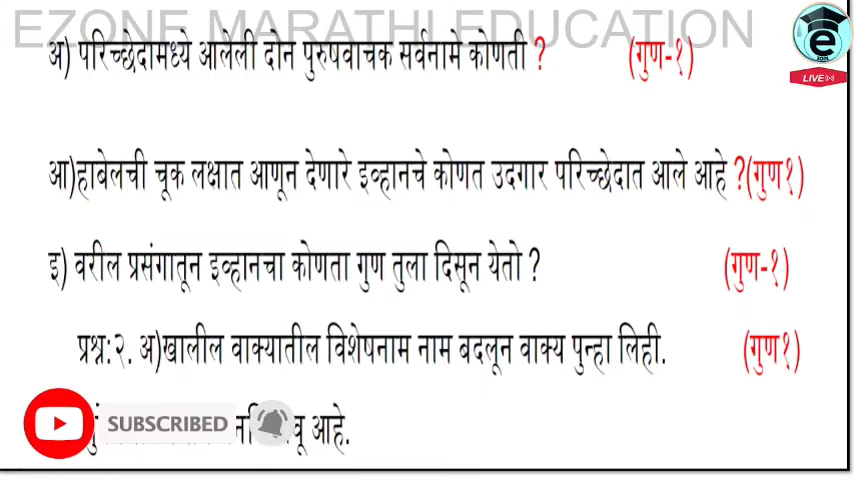 EZONE MARATHI EDUCATION
अ) परिच्छेदामध्ये आलेली दोन पुरुषवाचक सर्वनामे कोणती ? (गुण-१)
e
LIVE
आ)हाबेलची चूक लक्षात आणून देणारे इव्हानचे कोणत उदगार परिच्छेदात आले आहे ?(गुण१)
इ) वरील प्रसंगातून इव्हानचा कोणता गुण तुला दिसून येतो ? (गुण-१)
प्रश्न:२. अ)खालील वाक्यातील विशेषनाम नाम बदलून वाक्य पुन्हा लिही. (गुण१)
SUBSCRIBED
आहे.